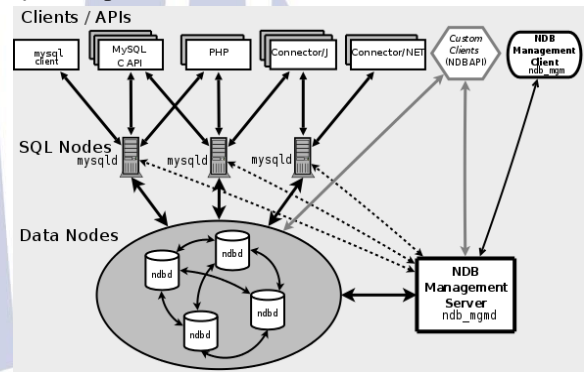 Clients / APIs
mysql
client
MySQL
C API
PHP
Connector/J
Connector/NET
Custom
Clients
(NDBAPI)
NDB
Management
Client
ndb_mgm
SQL Nodes
mysqld
mysqld
mysqld
Data Nodes
ndbd
ndbd
ndbd
ndbd
NDB
Management
Server
ndb_mgmd